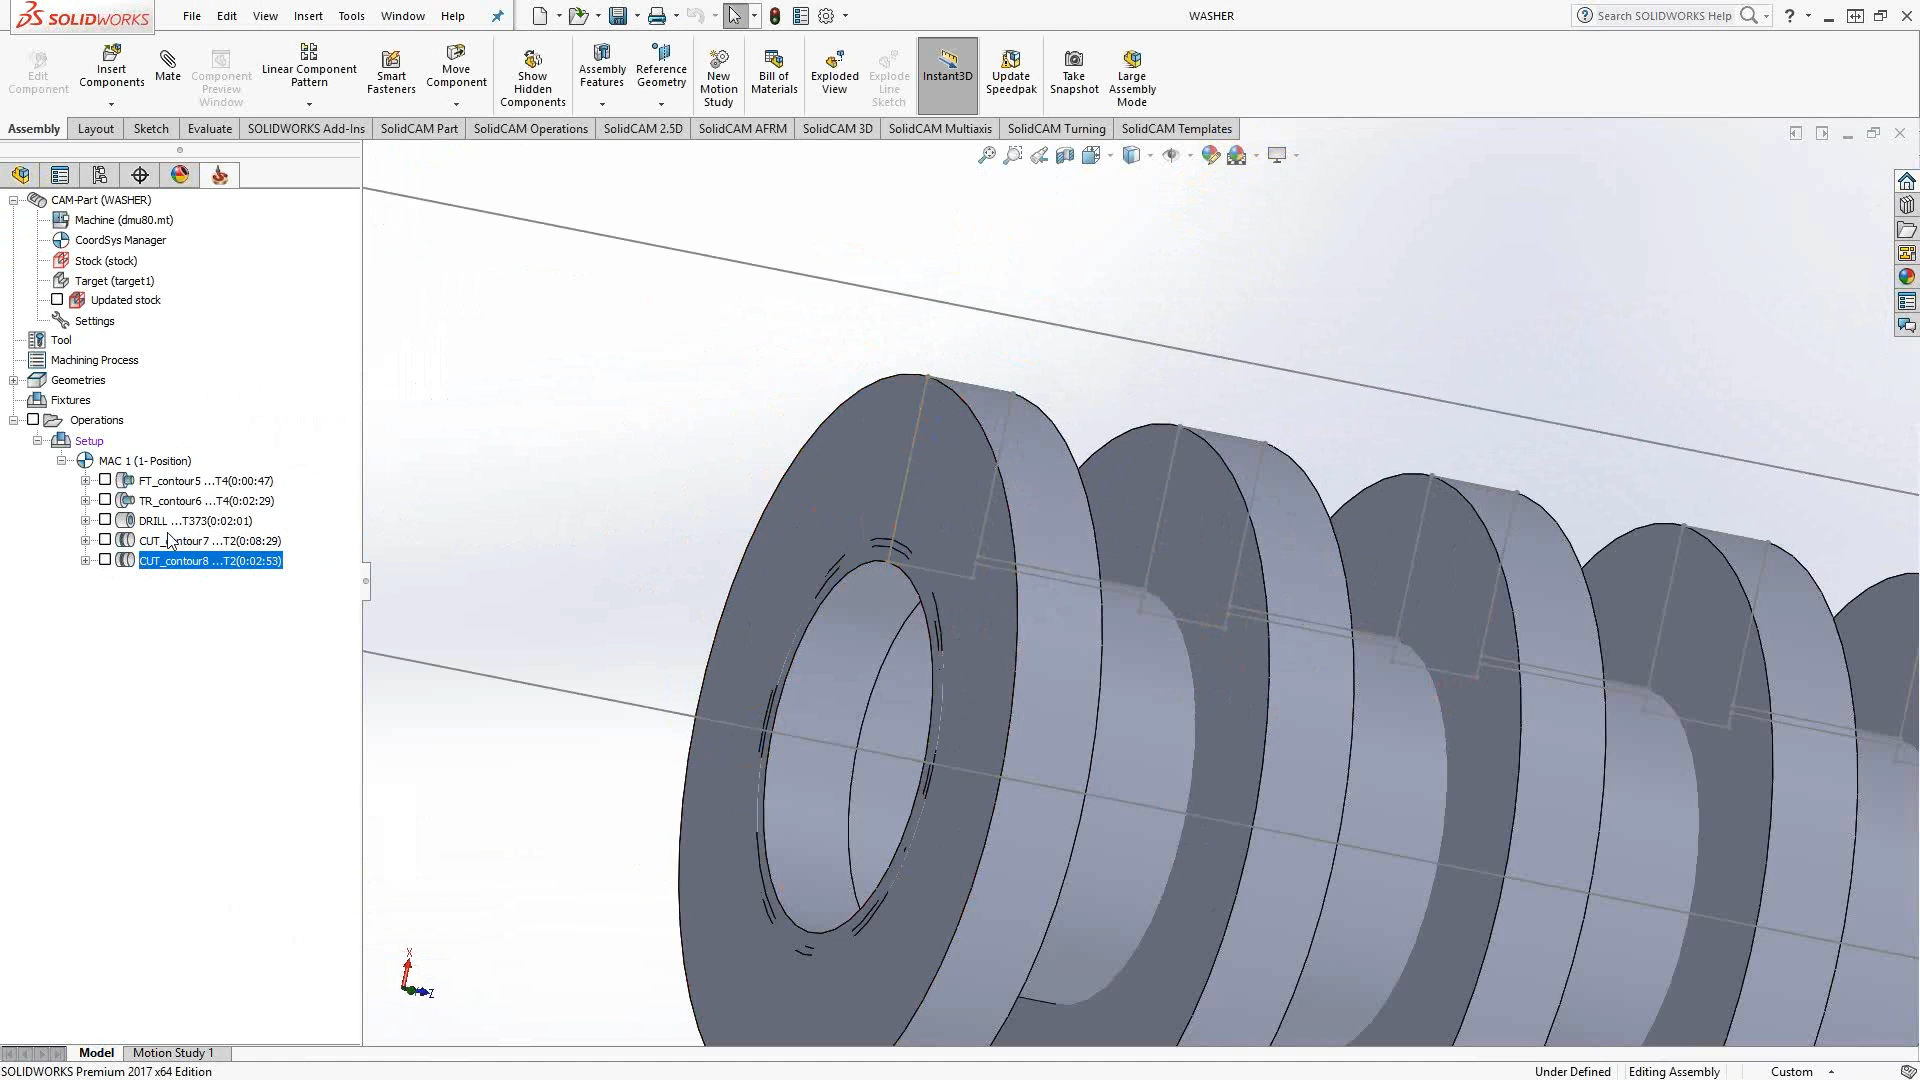 SOLIDWORKS
File Edit View Insert Tools Window Help
WASHER
Search SOLIDWORKS Help
Edit Component
Insert Components
Mate
Component Preview Window
Linear Component Pattern
Smart Fasteners
Move Component
Show Hidden Components
Assembly Features
Reference Geometry
New Motion Study
Bill of Materials
Exploded View
Explode Line Sketch
Instant3D
Update Speedpak
Take Snapshot
Large Assembly Mode
Assembly Layout Sketch Evaluate SOLIDWORKS Add-Ins SolidCAM Part SolidCAM Operations SolidCAM 2.5D SolidCAM AFRM SolidCAM 3D SolidCAM Multiaxis SolidCAM Turning SolidCAM Templates
CAM-Part (WASHER)
Machine (dmu80.mt)
CoordSys Manager
Stock (stock)
Target (target1)
Updated stock
Settings
Tool
Machining Process
Geometries
Fixtures
Operations
Setup
MAC 1 (1- Position)
FT_contour5 ...T4(0:00:47)
TR_contour6 ...T4(0:02:29)
DRILL ...T373(0:02:01)
CUT_contour7 ...T2(0:08:29)
CUT_contour8 ...T2(0:02:53)
X
Z
Model Motion Study 1
SOLIDWORKS Premium 2017 x64 Edition
Under Defined Editing Assembly Custom